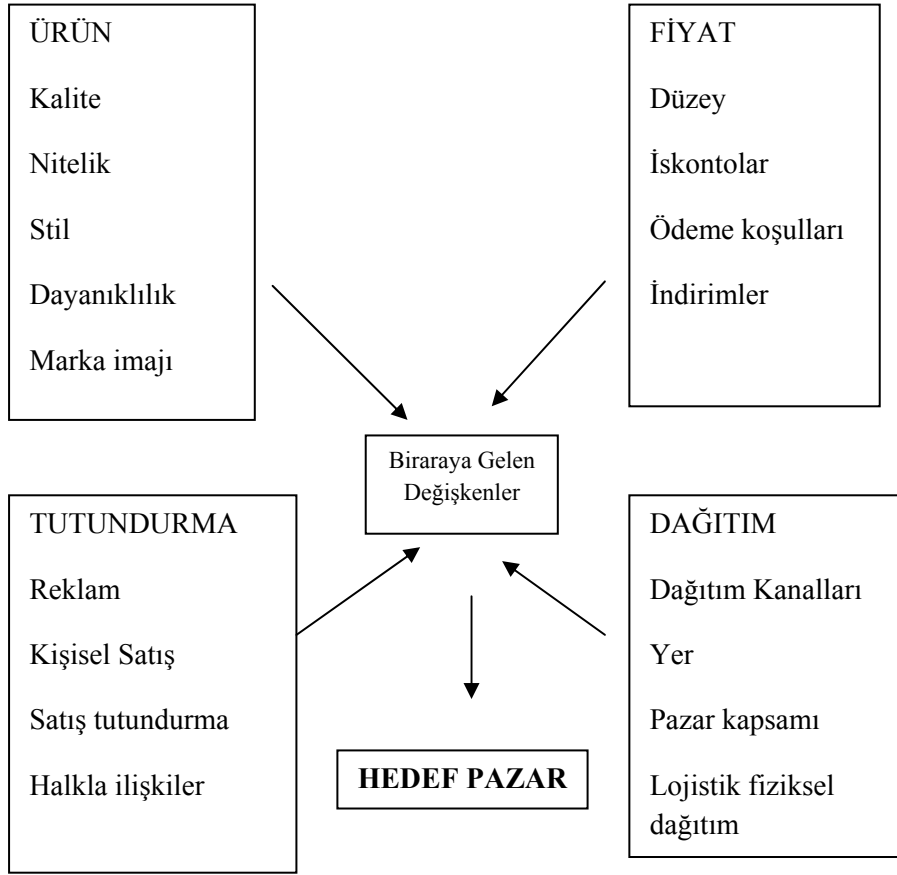 ÜRÜN
Kalite
Nitelik
Stil
Dayanıklılık
Marka imajı
FİYAT
Düzey
İskontolar
Ödeme koşulları
İndirimler
Biraraya Gelen
Değişkenler
TUTUNDURMA
Reklam
Kişisel Satış
Satış tutundurma
Halkla ilişkiler
DAĞITIM
Dağıtım Kanalları
Yer
Pazar kapsamı
Lojistik fiziksel
dağıtım
HEDEF PAZAR